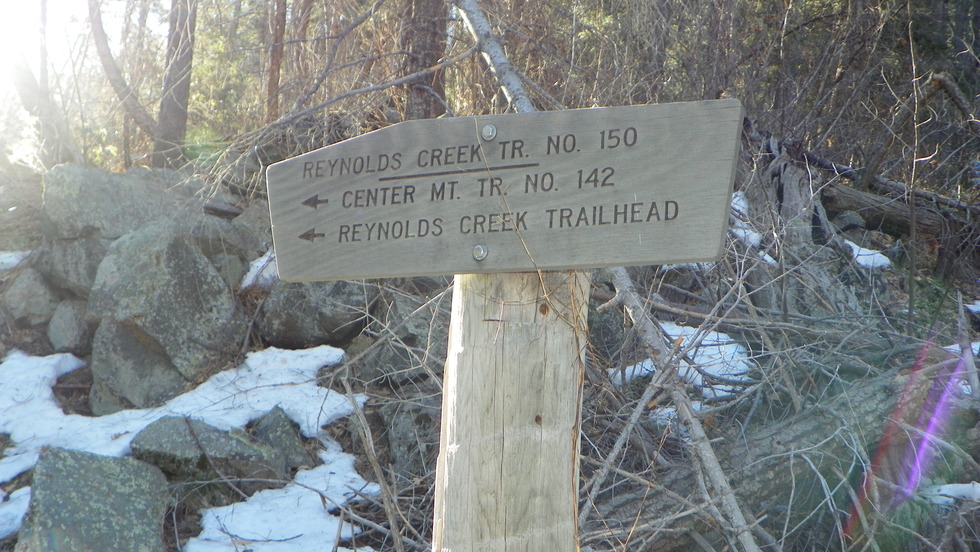 REYNOLDS CREEK TR. NO. 150
← CENTER MT. TR. NO. 142
← REYNOLDS CREEK TRAILHEAD